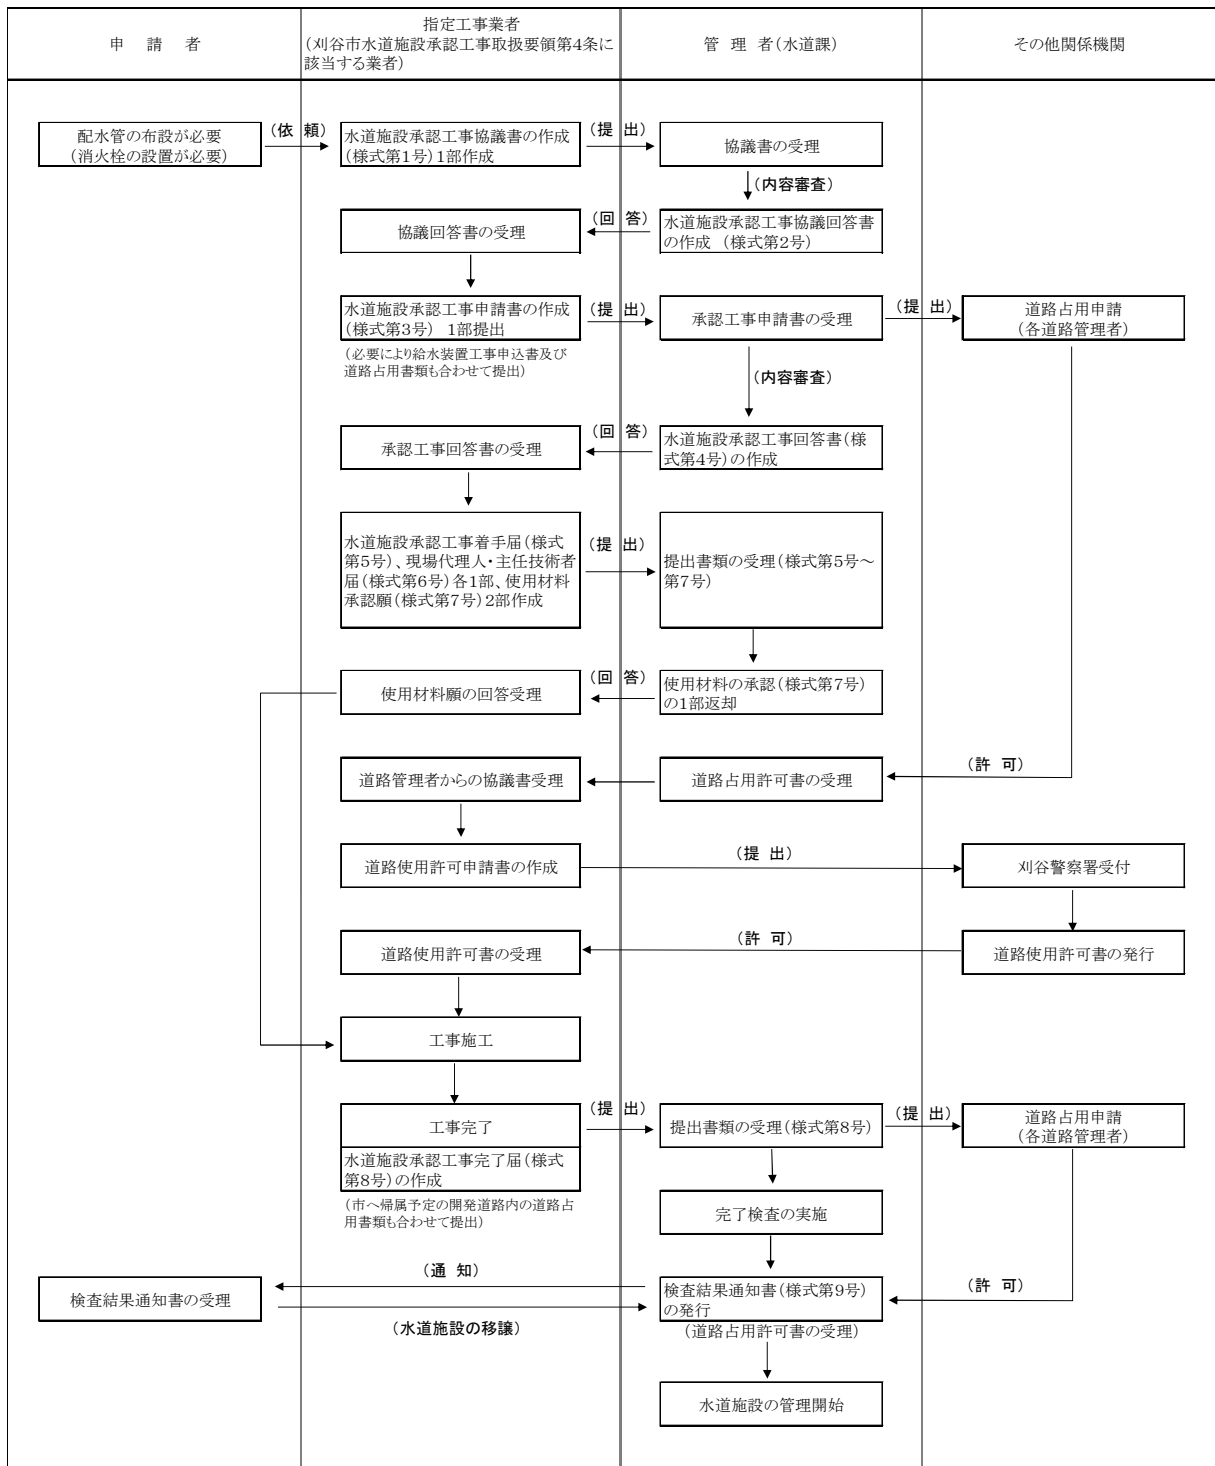 申　請　者
指定工事業者
(刈谷市水道施設承認工事取扱要領第4条に
該当する業者)
管 理 者(水道課)
その他関係機関
配水管の布設が必要
(消火栓の設置が必要)
(依 頼)
水道施設承認工事協議書の作成
(様式第1号)1部作成
(提 出)
協議書の受理
(内容審査)
協議回答書の受理
(回 答)
水道施設承認工事協議回答書
の作成 (様式第2号)
水道施設承認工事申請書の作成
(様式第3号) 1部提出
(必要により給水装置工事申込書及び
道路占用書類も合わせて提出)
(提 出)
承認工事申請書の受理
(提 出)
道路占用申請
(各道路管理者)
(内容審査)
承認工事回答書の受理
(回 答)
水道施設承認工事回答書(様
式第4号)の作成
水道施設承認工事着手届(様式
第5号)、現場代理人・主任技術者
届(様式第6号)各1部、使用材料
承認願(様式第7号)2部作成
(提 出)
提出書類の受理(様式第5号～
第7号)
使用材料願の回答受理
(回 答)
使用材料の承認(様式第7号)
の1部返却
道路管理者からの協議書受理
道路占用許可書の受理
(許 可)
道路使用許可申請書の作成
(提 出)
刈谷警察署受付
道路使用許可書の受理
(許 可)
道路使用許可書の発行
工事施工
工事完了
水道施設承認工事完了届(様式
第8号)の作成
(市へ帰属予定の開発道路内の道路占
用書類も合わせて提出)
(提 出)
提出書類の受理(様式第8号)
(提 出)
道路占用申請
(各道路管理者)
完了検査の実施
検査結果通知書の受理
(通 知)
(水道施設の移譲)
検査結果通知書(様式第9号)
の発行
(道路占用許可書の受理)
(許 可)
水道施設の管理開始